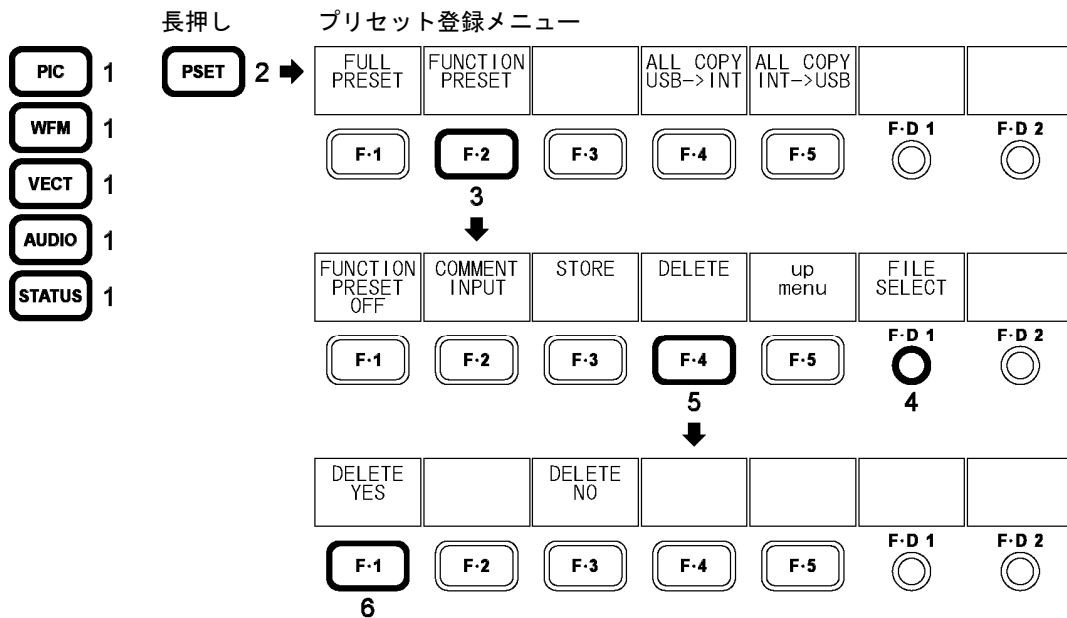 長押し プリセット登録メニュー
PIC 1 PSET 2 FULL PRESET FUNCTION PRESET ALL COPY USB->INT ALL COPY INT->USB
WFM 1
F·1 F·2 F·3 F·4 F·5 F·D 1 F·D 2
VECT 1
3
AUDIO 1
STATUS 1
FUNCTION PRESET OFF COMMENT INPUT STORE DELETE up menu FILE SELECT
F·1 F·2 F·3 F·4 F·5 F·D 1 F·D 2
5 4
DELETE YES DELETE NO
F·1 F·2 F·3 F·4 F·5 F·D 1 F·D 2
6